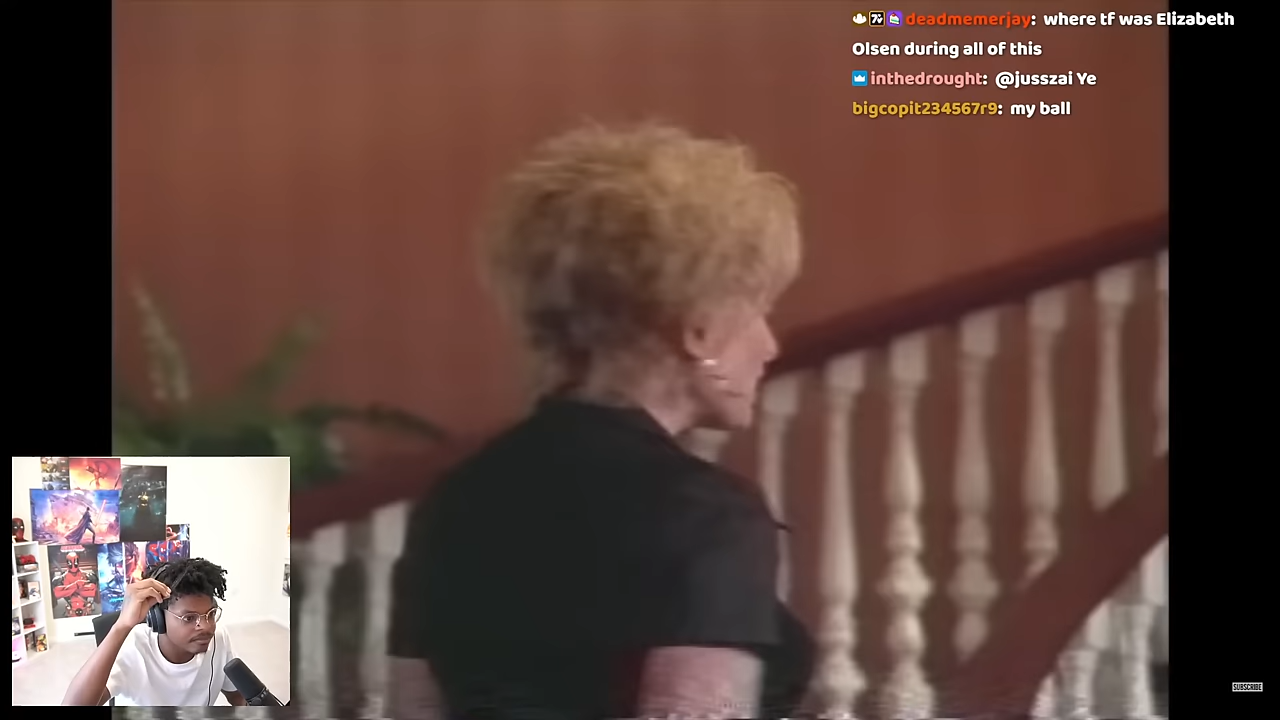 deadmemerjay: where tf was Elizabeth
Olsen during all of this
inthedrought: @jusszai Ye
bigcopit234567r9: my ball
SUBSCRIBE